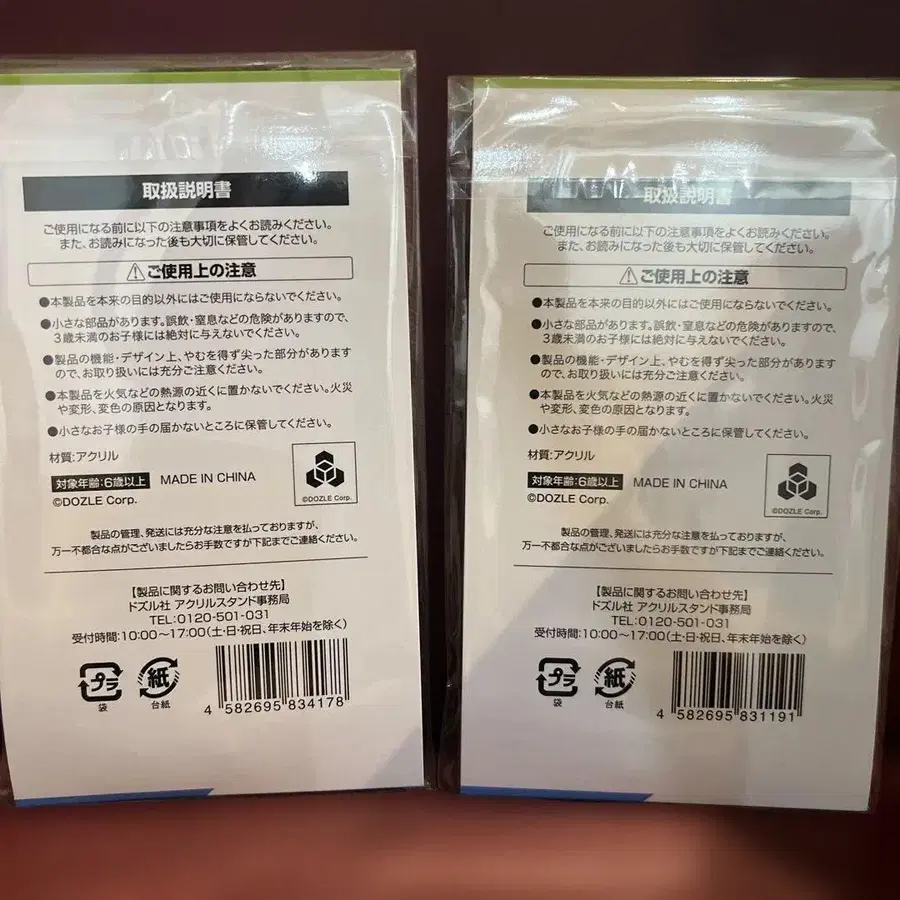 取扱説明書
ご使用になる前に以下の注意事項をよくお読みください。
また、お読みになった後も大切に保管してください。
⚠ご使用上の注意
●本製品を本来の目的以外にはご使用にならないでください。
●小さな部品があります。誤飲・窒息などの危険がありますので、
3歳未満のお子様には絶対に与えないでください。
●製品の機能・デザイン上、やむを得ず尖った部分があります
ので、お取り扱いには充分ご注意ください。
●本製品を火気などの熱源の近くに置かないでください。火災
や変形、変色の原因となります。
●小さなお子様の手の届かないところに保管してください。
材質:アクリル
対象年齢:6歳以上 MADE IN CHINA
©DOZLE Corp.
©DOZLE Corp.
製品の管理、発送には充分な注意を払っておりますが、
万一不都合な点がございましたらお手数ですが下記までご連絡ください。
【製品に関するお問い合わせ先】
ドズル社 アクリルスタンド事務局
TEL:0120-501-031
受付時間:10:00〜17:00(土・日・祝日、年末年始を除く)
プラ 紙
袋 台紙
4 582695 834178
取扱説明書
ご使用になる前に以下の注意事項をよくお読みください。
また、お読みになった後も大切に保管してください。
⚠ご使用上の注意
●本製品を本来の目的以外にはご使用にならないでください。
●小さな部品があります。誤飲・窒息などの危険がありますので、
3歳未満のお子様には絶対に与えないでください。
●製品の機能・デザイン上、やむを得ず尖った部分があります
ので、お取り扱いには充分ご注意ください。
●本製品を火気などの熱源の近くに置かないでください。火災
や変形、変色の原因となります。
●小さなお子様の手の届かないところに保管してください。
材質:アクリル
対象年齢:6歳以上 MADE IN CHINA
©DOZLE Corp.
©DOZLE Corp.
製品の管理、発送には充分な注意を払っておりますが、
万一不都合な点がございましたらお手数ですが下記までご連絡ください。
【製品に関するお問い合わせ先】
ドズル社 アクリルスタンド事務局
TEL:0120-501-031
受付時間:10:00〜17:00(土・日・祝日、年末年始を除く)
プラ 紙
袋 台紙
4 582695 831191